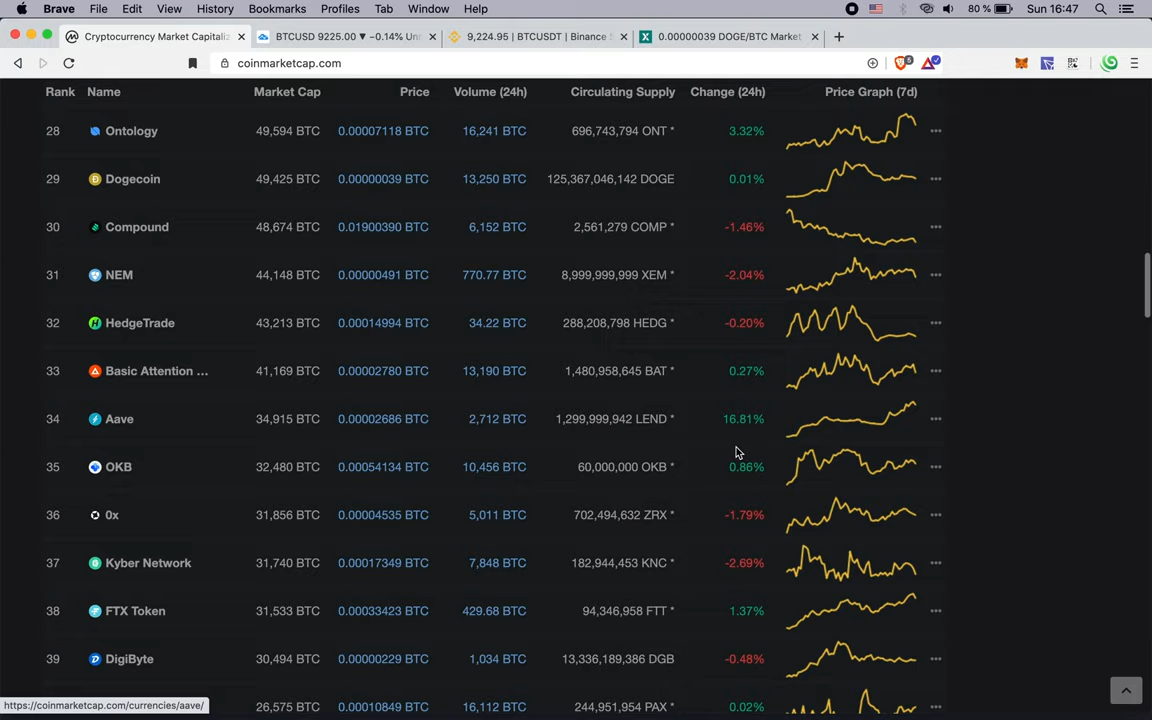 Brave File Edit View History Bookmarks Profiles Tab Window Help 80 % Sun 16:47
Cryptocurrency Market Capitaliz BTCUSD 9225.00 ▼ −0.14% Un 9,224.95 | BTCUSDT | Binance 0.00000039 DOGE/BTC Market
coinmarketcap.com 5
Rank Name Market Cap Price Volume (24h) Circulating Supply Change (24h) Price Graph (7d)
28 Ontology 49,594 BTC 0.00007118 BTC 16,241 BTC 696,743,794 ONT * 3.32%
29 Dogecoin 49,425 BTC 0.00000039 BTC 13,250 BTC 125,367,046,142 DOGE 0.01%
30 Compound 48,674 BTC 0.01900390 BTC 6,152 BTC 2,561,279 COMP * -1.46%
31 NEM 44,148 BTC 0.00000491 BTC 770.77 BTC 8,999,999,999 XEM * -2.04%
32 HedgeTrade 43,213 BTC 0.00014994 BTC 34.22 BTC 288,208,798 HEDG * -0.20%
33 Basic Attention ... 41,169 BTC 0.00002780 BTC 13,190 BTC 1,480,958,645 BAT * 0.27%
34 Aave 34,915 BTC 0.00002686 BTC 2,712 BTC 1,299,999,942 LEND * 16.81%
35 OKB 32,480 BTC 0.00054134 BTC 10,456 BTC 60,000,000 OKB * 0.86%
36 0x 31,856 BTC 0.00004535 BTC 5,011 BTC 702,494,632 ZRX * -1.79%
37 Kyber Network 31,740 BTC 0.00017349 BTC 7,848 BTC 182,944,453 KNC * -2.69%
38 FTX Token 31,533 BTC 0.00033423 BTC 429.68 BTC 94,346,958 FTT * 1.37%
39 DigiByte 30,494 BTC 0.00000229 BTC 1,034 BTC 13,336,189,386 DGB -0.48%
26,575 BTC 0.00010849 BTC 16,112 BTC 244,951,954 PAX * 0.02%
https://coinmarketcap.com/currencies/aave/